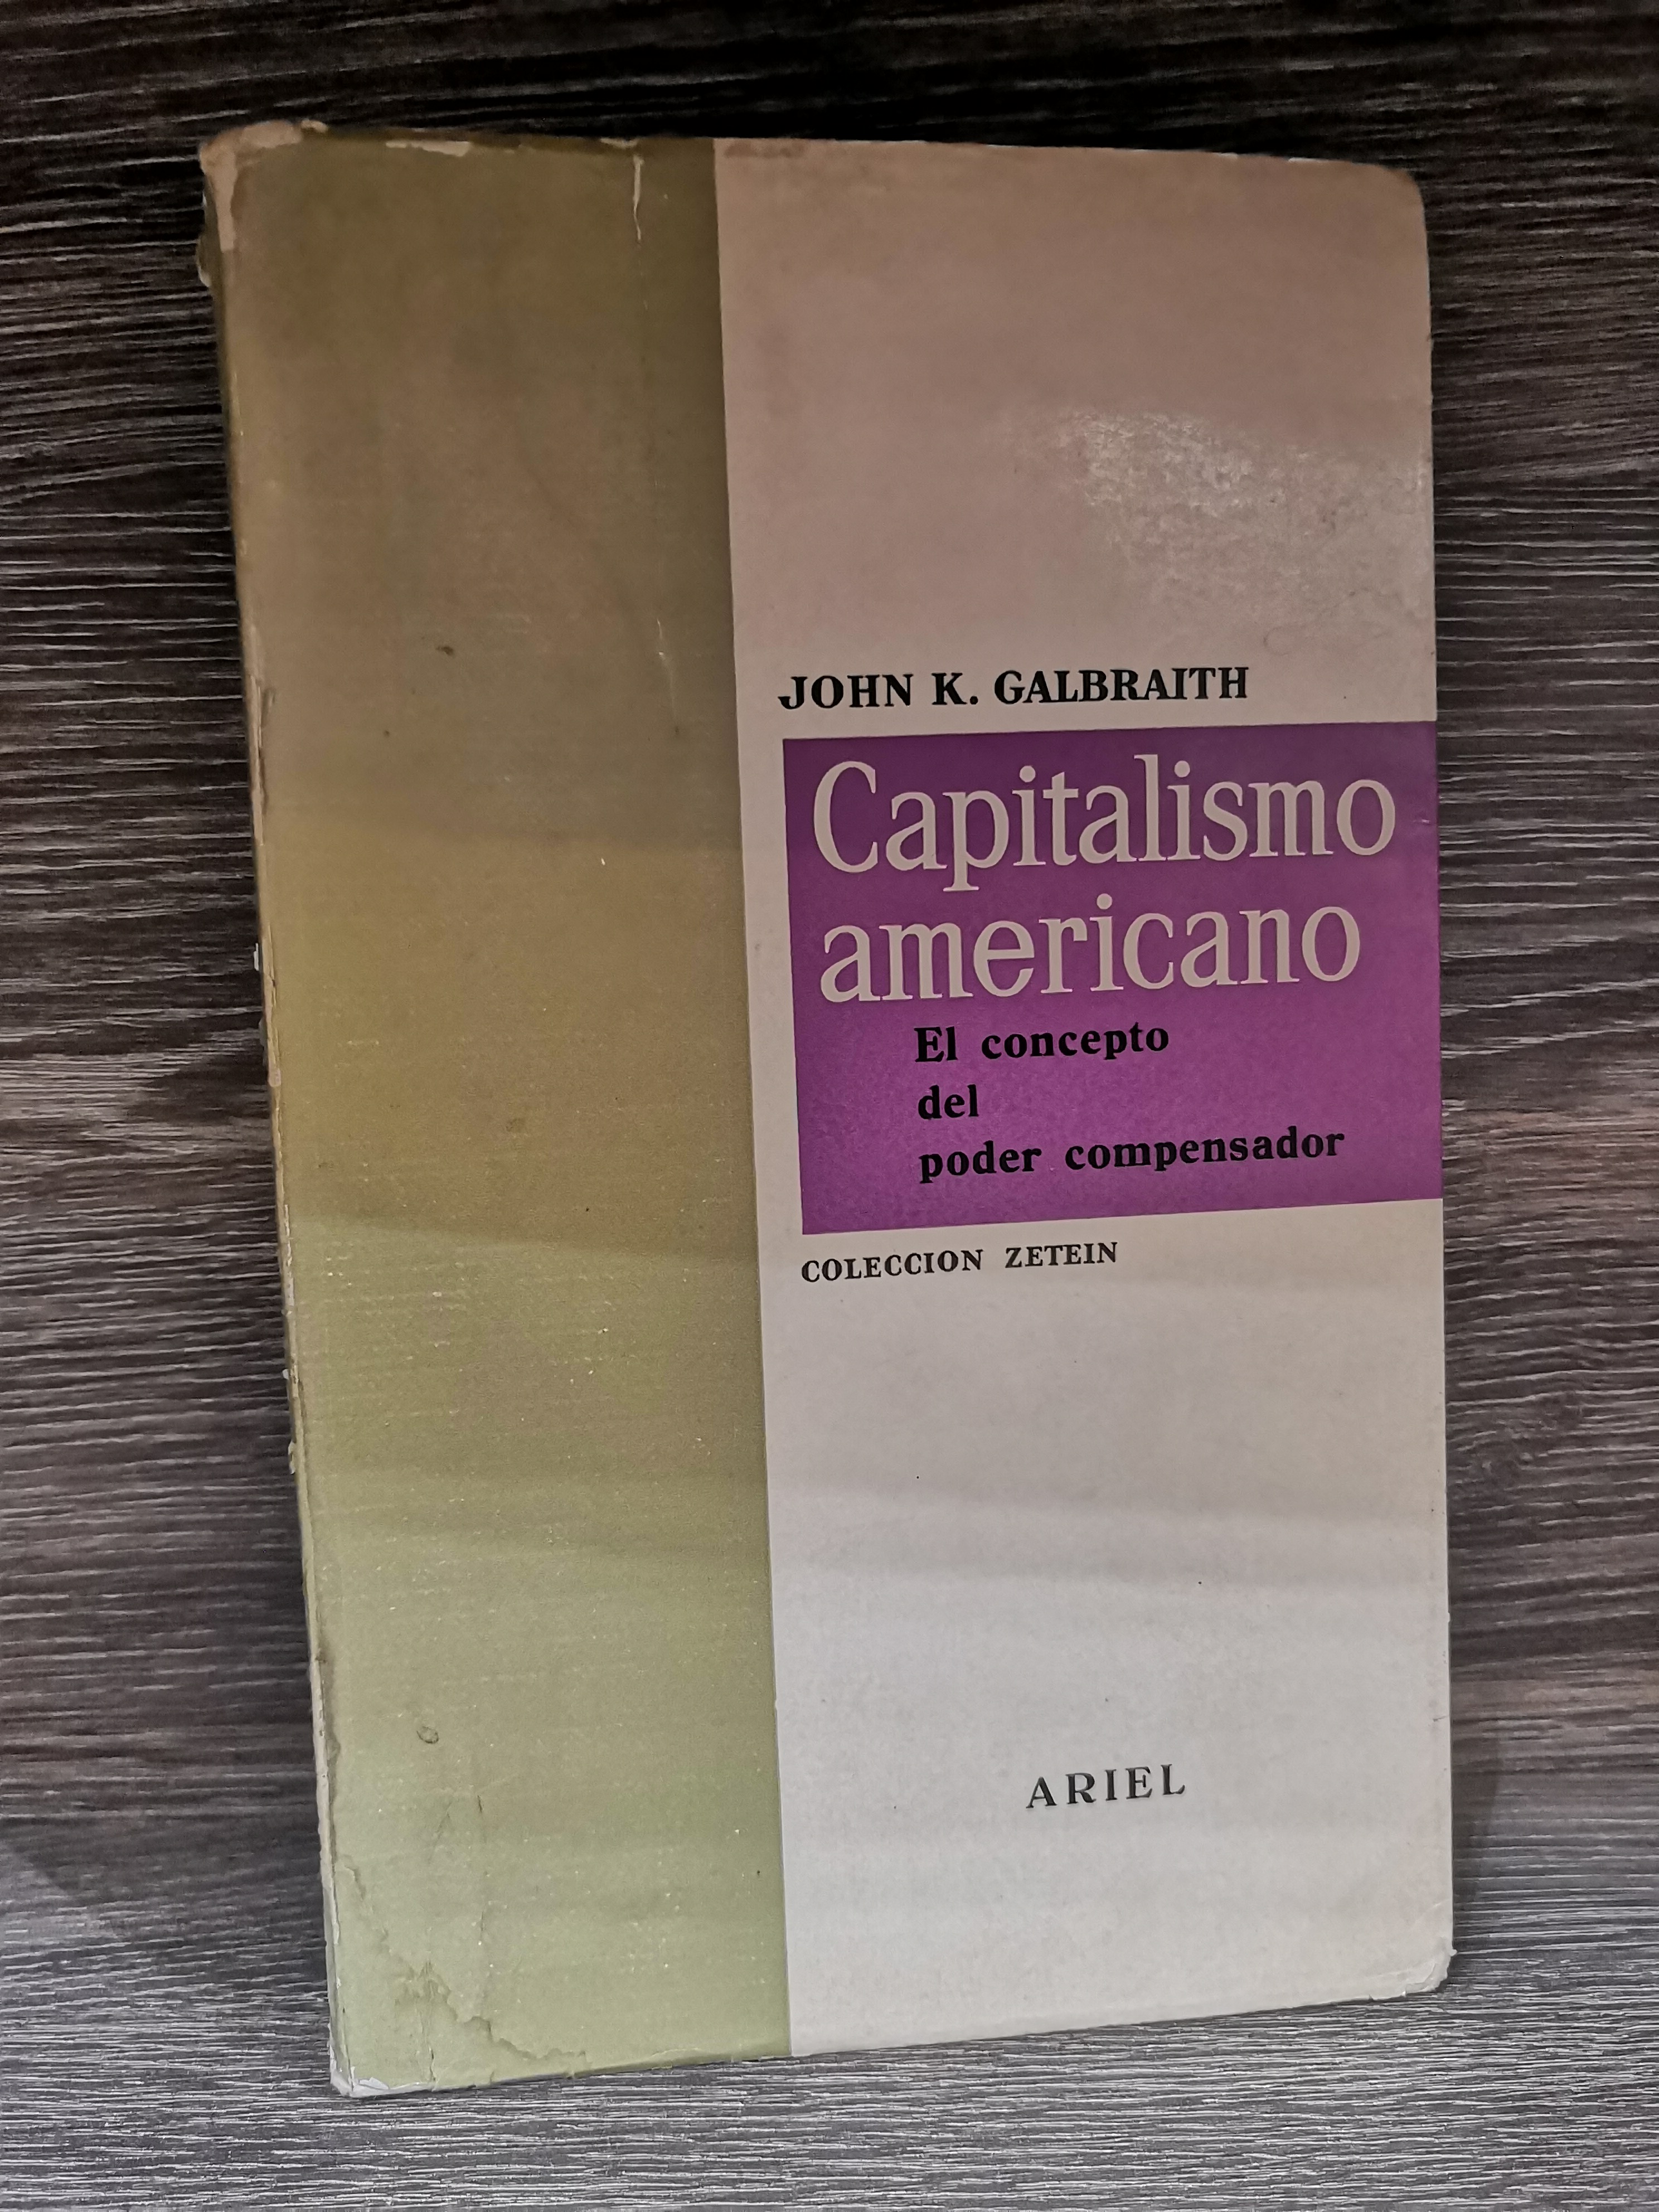 JOHN K. GALBRAITH
Capitalismo
americano
El concepto
del
poder compensador
COLECCION ZETEIN
ARIEL